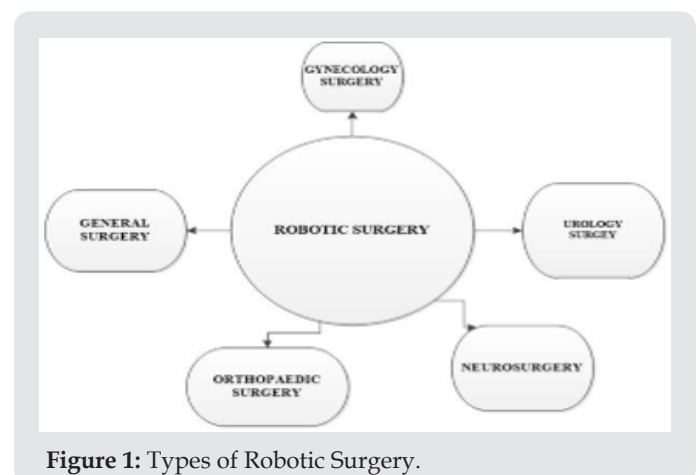 GYNECOLOGY
SURGERY
GENERAL
SURGERY
ROBOTIC SURGERY
UROLOGY
SURGEY
ORTHOPAEDIC
SURGERY
NEUROSURGERY
Figure 1: Types of Robotic Surgery.